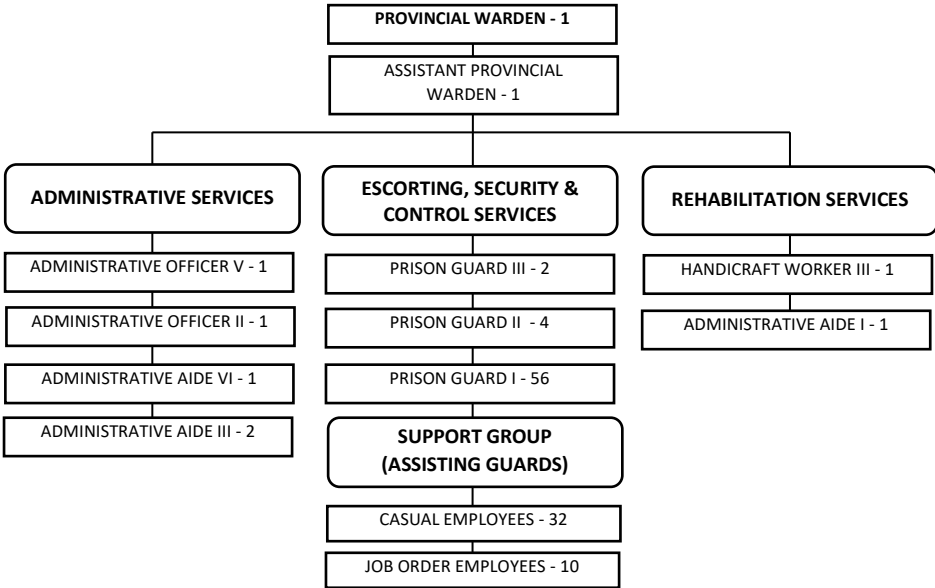 PROVINCIAL WARDEN - 1
ASSISTANT PROVINCIAL
WARDEN - 1
ADMINISTRATIVE SERVICES
ADMINISTRATIVE OFFICER V - 1
ADMINISTRATIVE OFFICER II - 1
ADMINISTRATIVE AIDE VI - 1
ADMINISTRATIVE AIDE III - 2
ESCORTING, SECURITY &
CONTROL SERVICES
PRISON GUARD III - 2
PRISON GUARD II  - 4
PRISON GUARD I - 56
SUPPORT GROUP
(ASSISTING GUARDS)
CASUAL EMPLOYEES - 32
JOB ORDER EMPLOYEES - 10
REHABILITATION SERVICES
HANDICRAFT WORKER III - 1
ADMINISTRATIVE AIDE I - 1